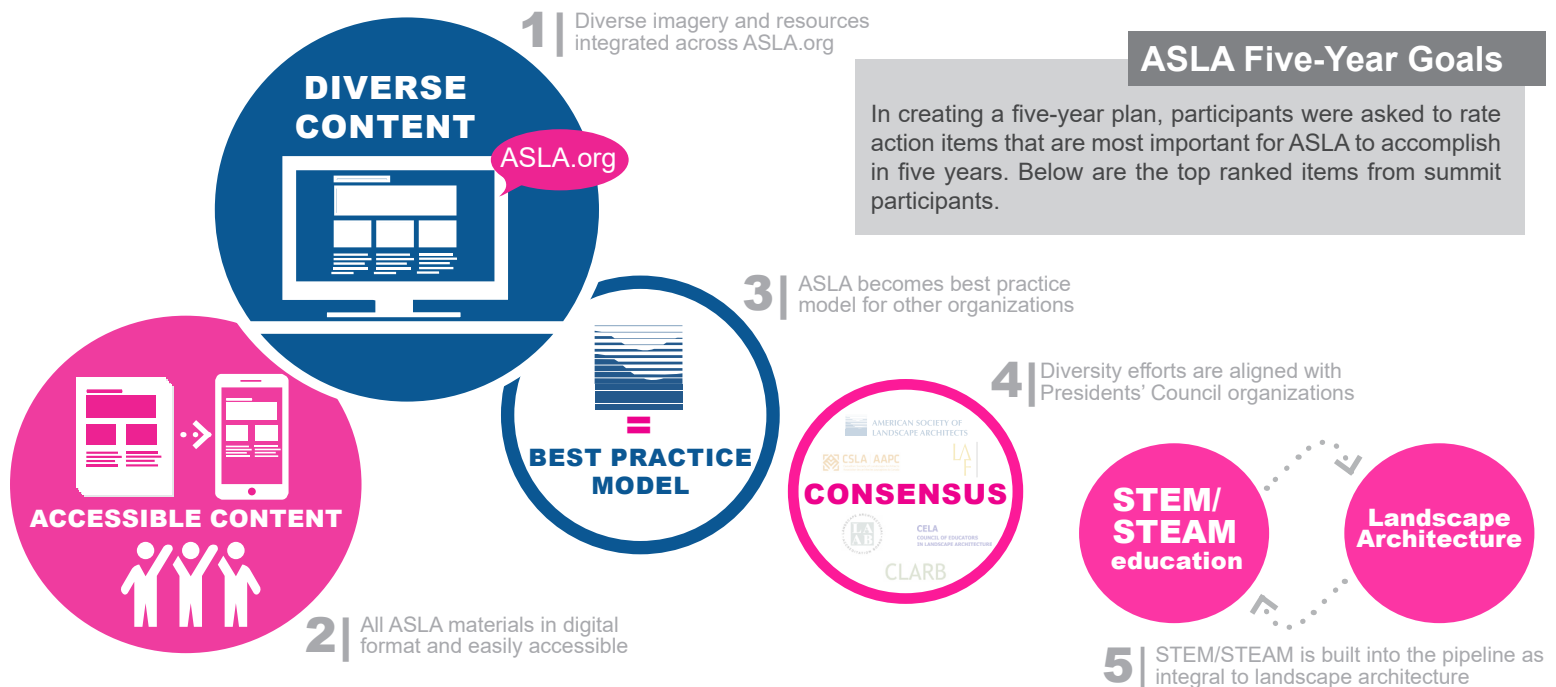 ASLA Five-Year Goals
In creating a five-year plan, participants were asked to rate
action items that are most important for ASLA to accomplish
in five years. Below are the top ranked items from summit
participants.
1
Diverse imagery and resources
integrated across ASLA.org
DIVERSE
CONTENT
ASLA.org
ACCESSIBLE CONTENT
2
All ASLA materials in digital
format and easily accessible
3
ASLA becomes best practice
model for other organizations
=
BEST PRACTICE
MODEL
4
Diversity efforts are aligned with
Presidents' Council organizations
AMERICAN SOCIETY OF
LANDSCAPE ARCHITECTS
CSLA AAPC
LAF
CONSENSUS
LA
AB
CELA
COUNCIL OF EDUCATORS
IN LANDSCAPE ARCHITECTURE
CLARB
STEM/
STEAM
education
Landscape
Architecture
5
STEM/STEAM is built into the pipeline as
integral to landscape architecture